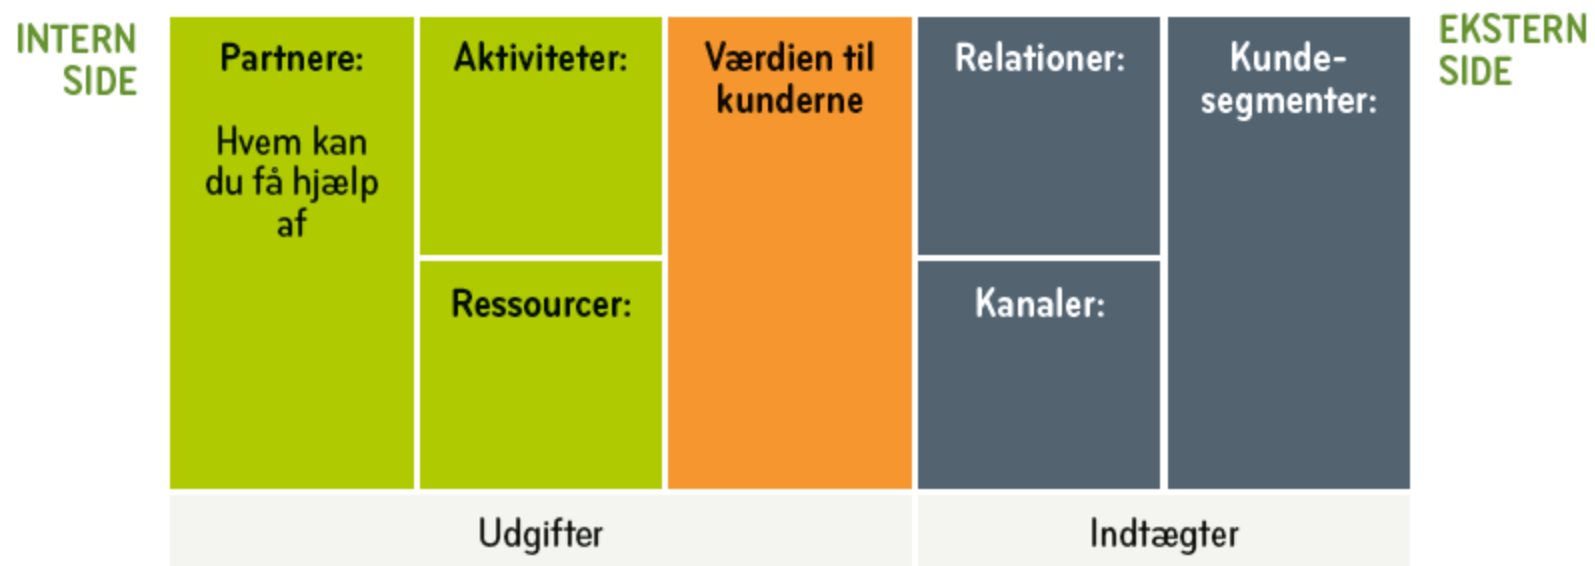 INTERN
SIDE
Partnere:
Hvem kan
du få hjælp
af
Aktiviteter:
Ressourcer:
Værdien til
kunderne
Relationer:
Kanaler:
Kunde-
segmenter:
EKSTERN
SIDE
Udgifter
Indtægter